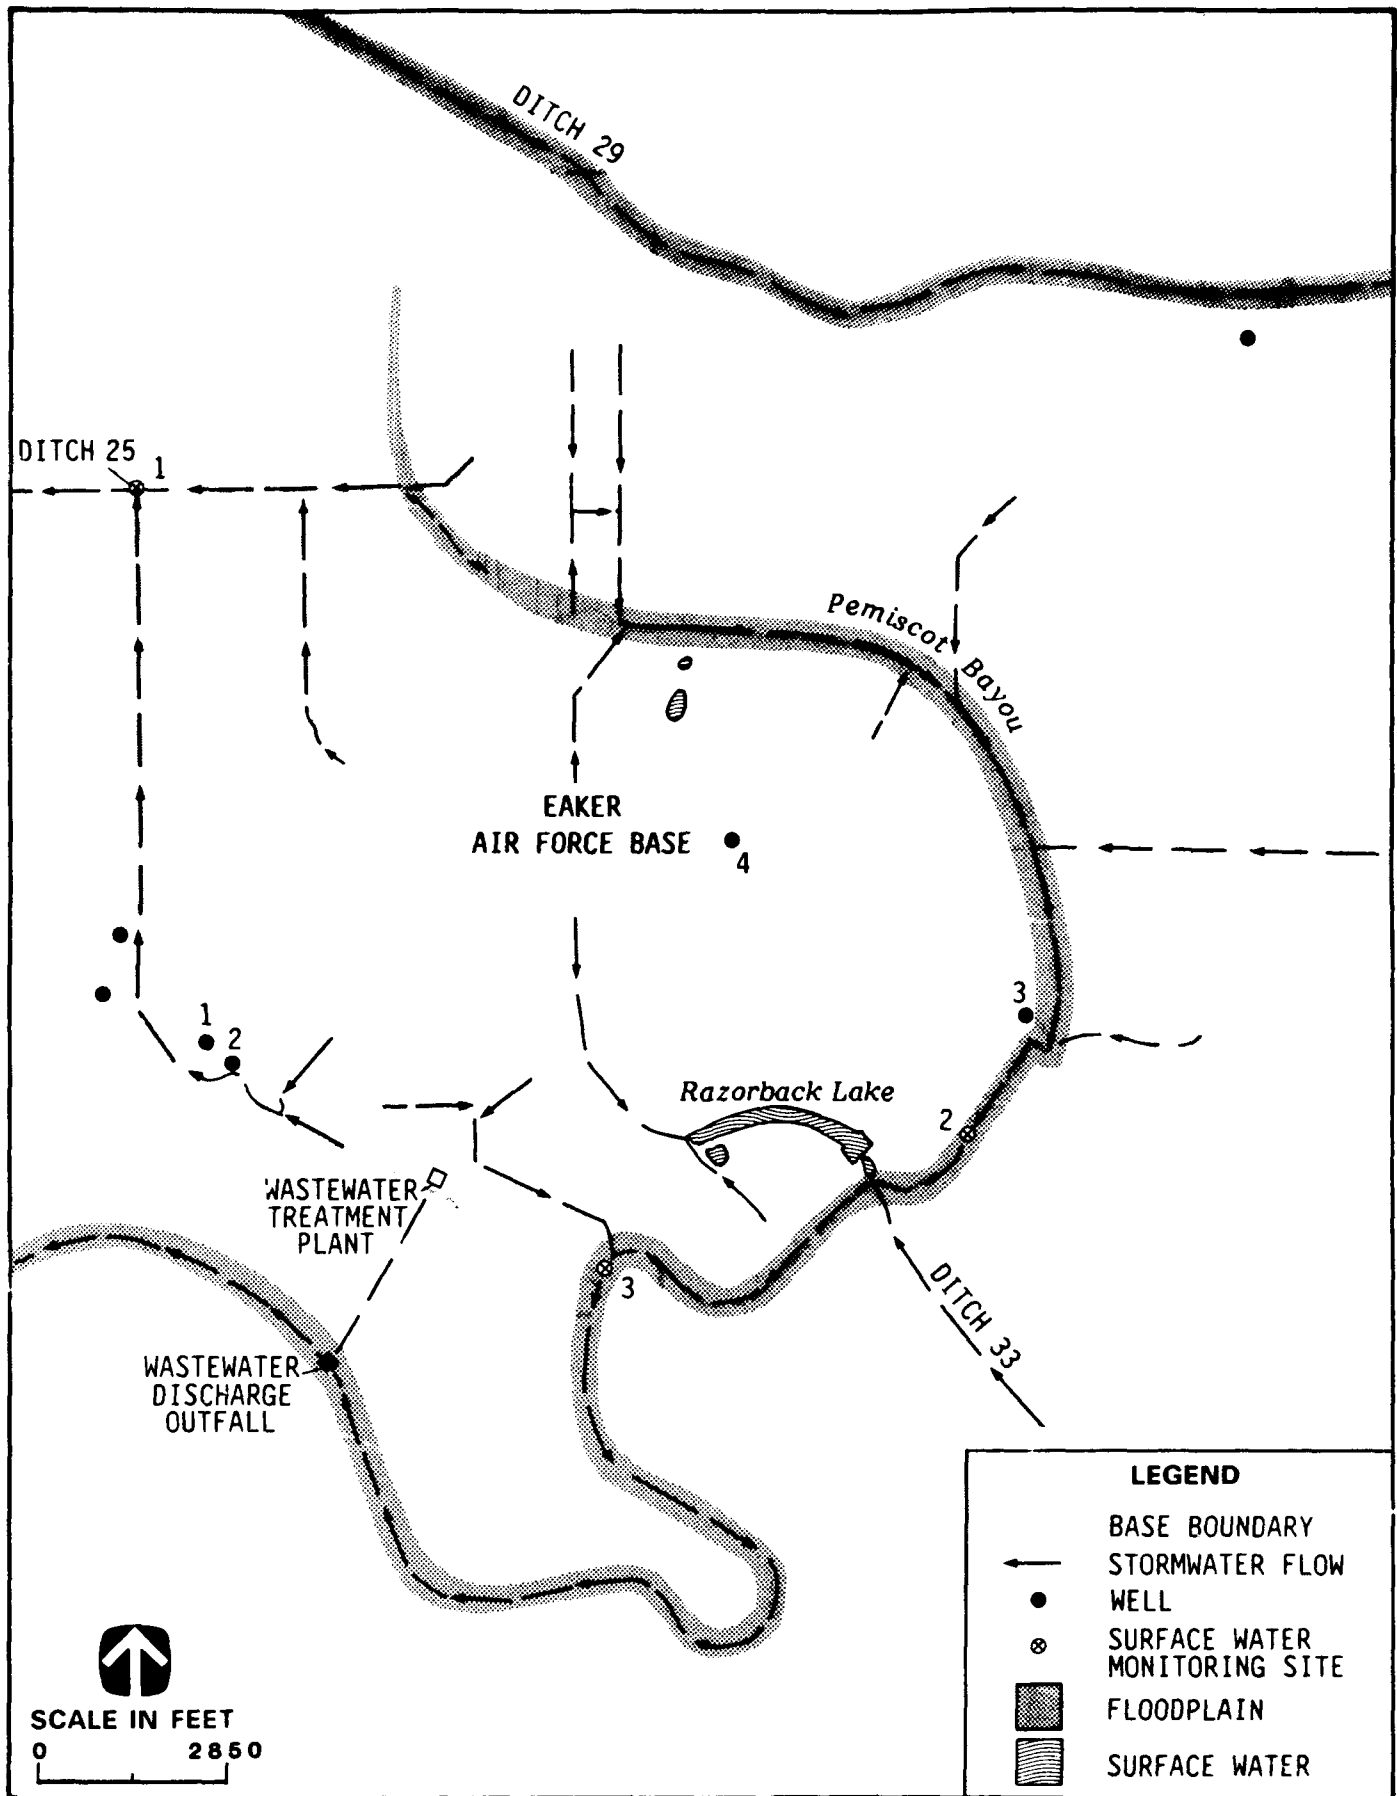 DITCH 29
DITCH 25
1
Pemiscot Bayou
EAKER
AIR FORCE BASE
4
3
1
2
Razorback Lake
2
WASTEWATER
TREATMENT
PLANT
3
DITCH 33
WASTEWATER
DISCHARGE
OUTFALL
LEGEND
BASE BOUNDARY
STORMWATER FLOW
WELL
SURFACE WATER
MONITORING SITE
FLOODPLAIN
SURFACE WATER
SCALE IN FEET
0 2850